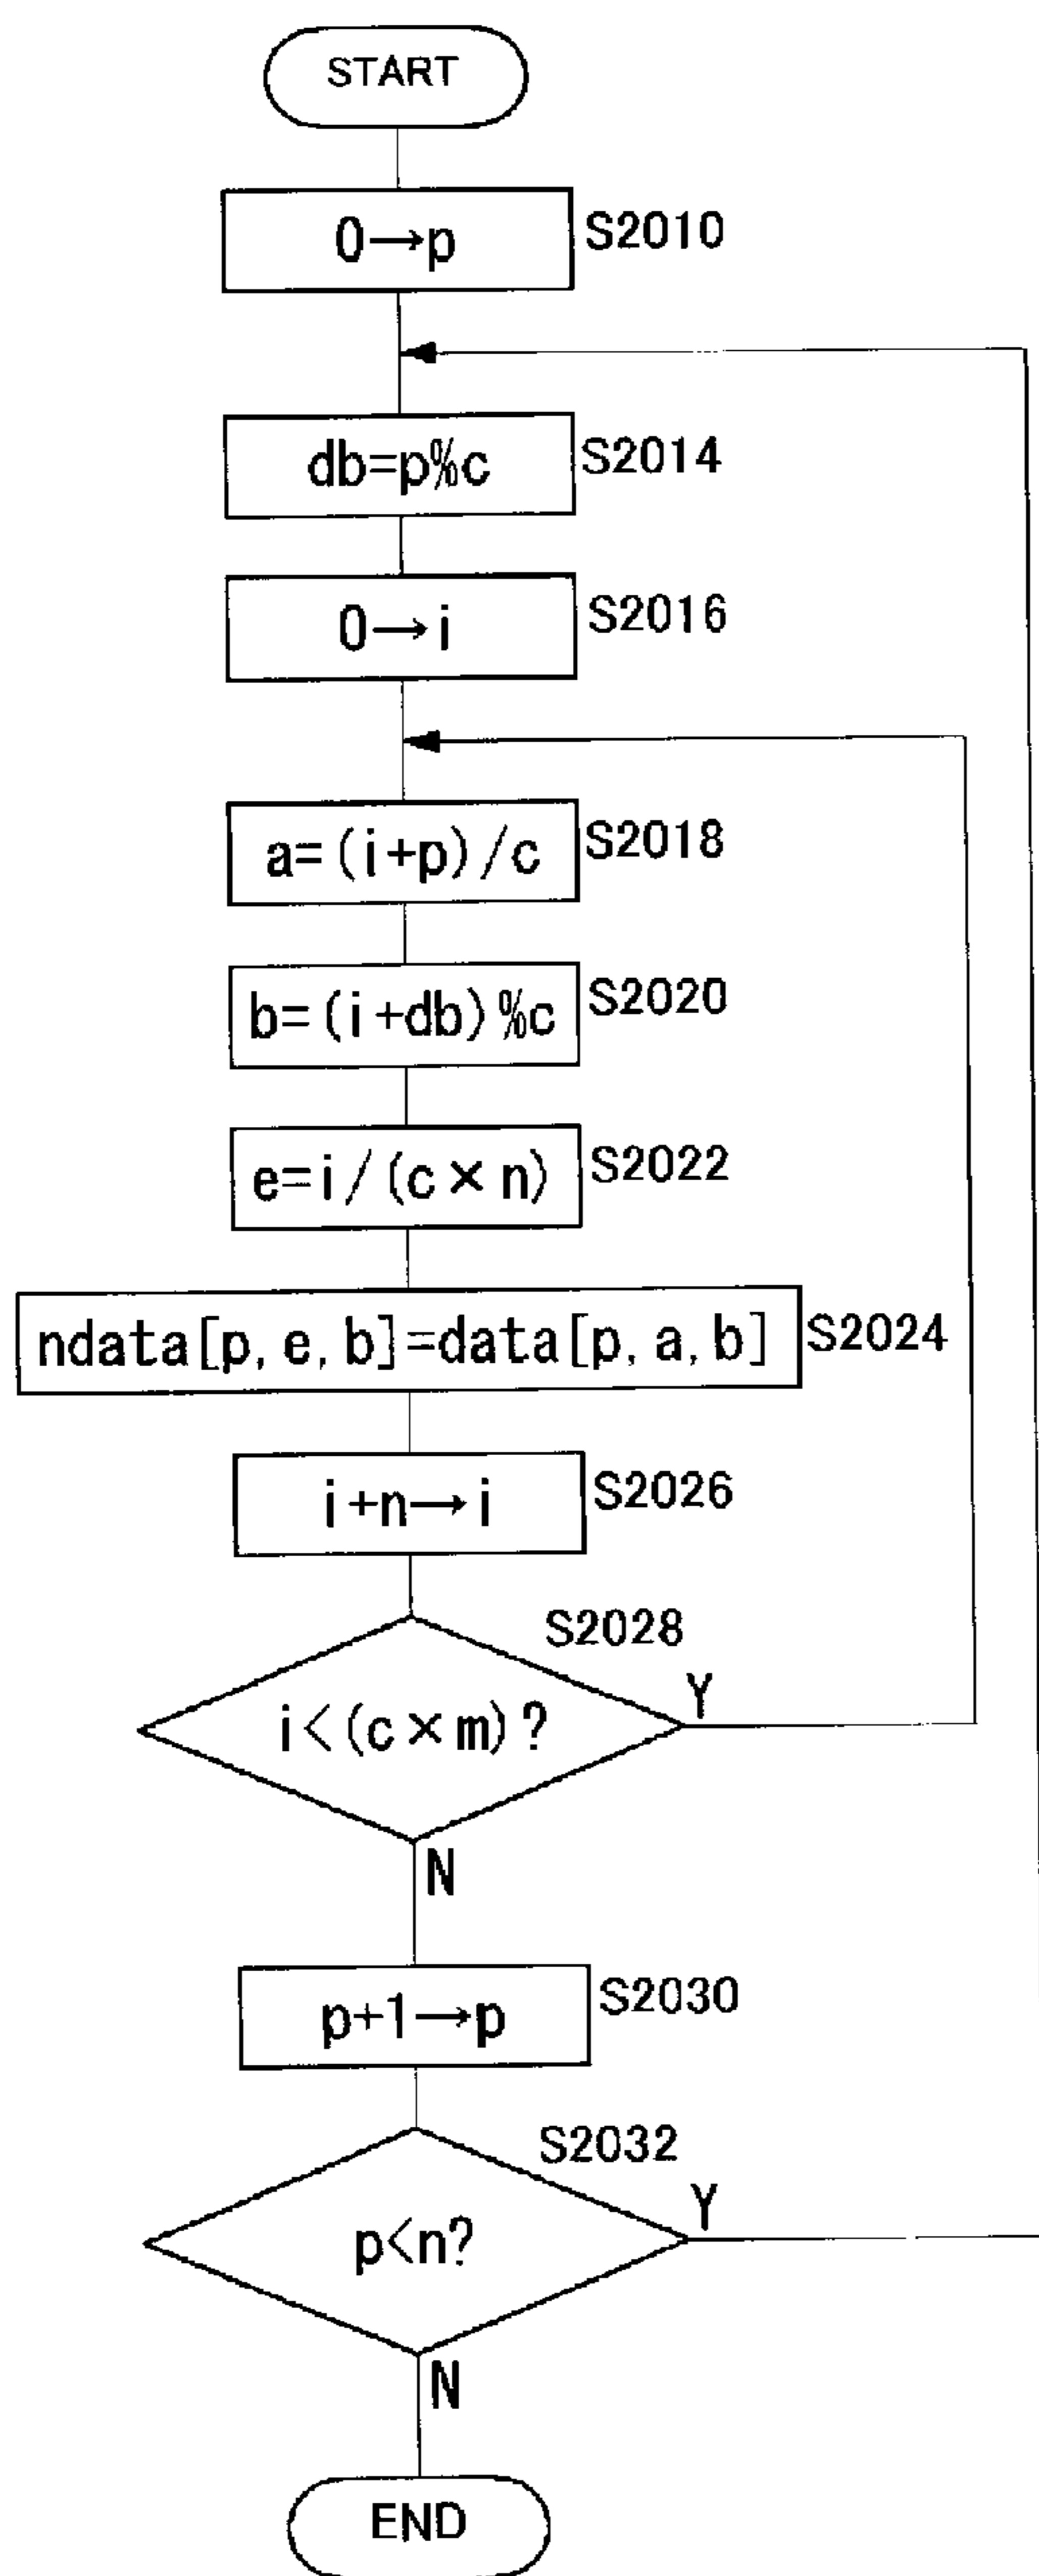 START
0→p S2010
db=p%c S2014
0→i S2016
a=(i+p)/c S2018
b=(i+db)%c S2020
e=i/(c×n) S2022
ndata[p,e,b]=data[p,a,b] S2024
i+n→i S2026
S2028
i<(c×m)? Y
N
p+1→p S2030
S2032
p<n? Y
N
END